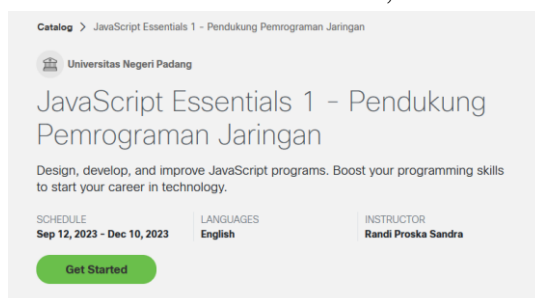 Catalog > JavaScript Essentials 1 - Pendukung Pemrograman Jaringan
Universitas Negeri Padang
JavaScript Essentials 1 - Pendukung
Pemrograman Jaringan
Design, develop, and improve JavaScript programs. Boost your programming skills
to start your career in technology.
SCHEDULE LANGUAGES INSTRUCTOR
Sep 12, 2023 - Dec 10, 2023 English Randi Proska Sandra
Get Started